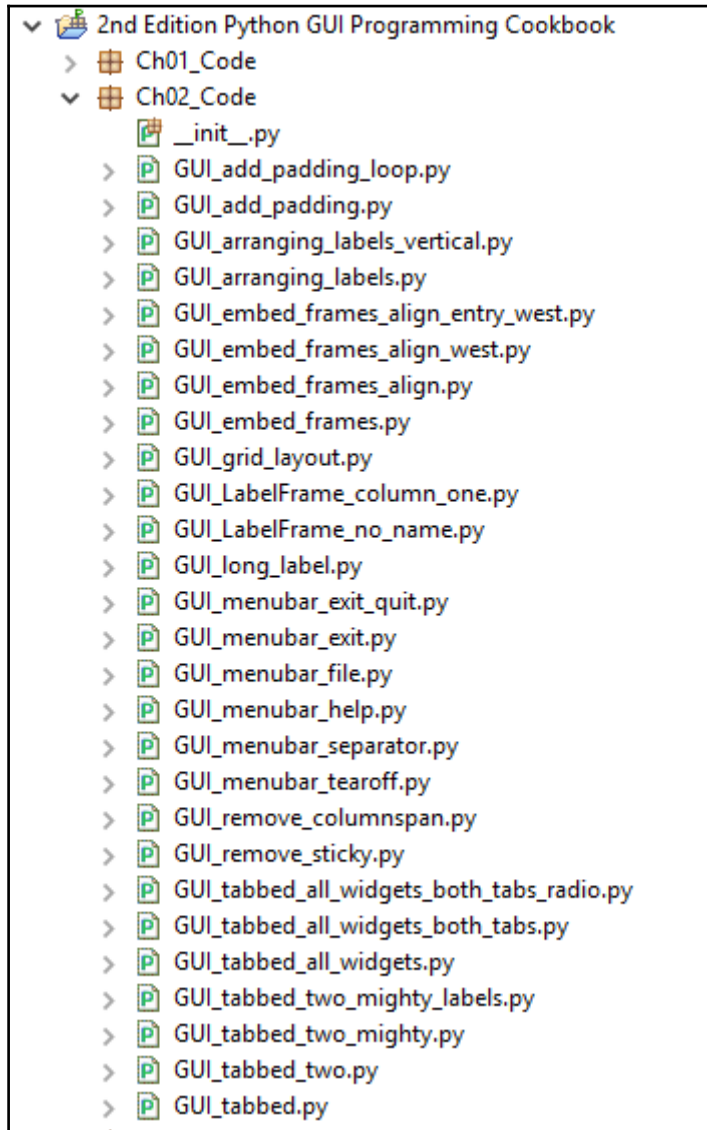 2nd Edition Python GUI Programming Cookbook
Ch01_Code
Ch02_Code
__init__.py
GUI_add_padding_loop.py
GUI_add_padding.py
GUI_arranging_labels_vertical.py
GUI_arranging_labels.py
GUI_embed_frames_align_entry_west.py
GUI_embed_frames_align_west.py
GUI_embed_frames_align.py
GUI_embed_frames.py
GUI_grid_layout.py
GUI_LabelFrame_column_one.py
GUI_LabelFrame_no_name.py
GUI_long_label.py
GUI_menubar_exit_quit.py
GUI_menubar_exit.py
GUI_menubar_file.py
GUI_menubar_help.py
GUI_menubar_separator.py
GUI_menubar_tearoff.py
GUI_remove_columnspan.py
GUI_remove_sticky.py
GUI_tabbed_all_widgets_both_tabs_radio.py
GUI_tabbed_all_widgets_both_tabs.py
GUI_tabbed_all_widgets.py
GUI_tabbed_two_mighty_labels.py
GUI_tabbed_two_mighty.py
GUI_tabbed_two.py
GUI_tabbed.py